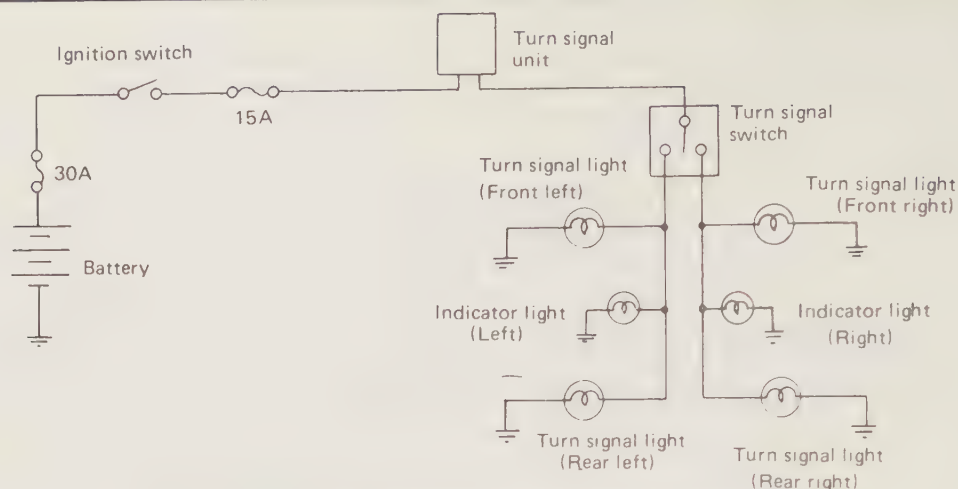 Ignition switch
Turn signal
unit
15A
Turn signal
switch
30A
Turn signal light
(Front left)
Turn signal light
(Front right)
Battery
Indicator light
(Left)
Indicator light
(Right)
Turn signal light
(Rear left)
Turn signal light
(Rear right)